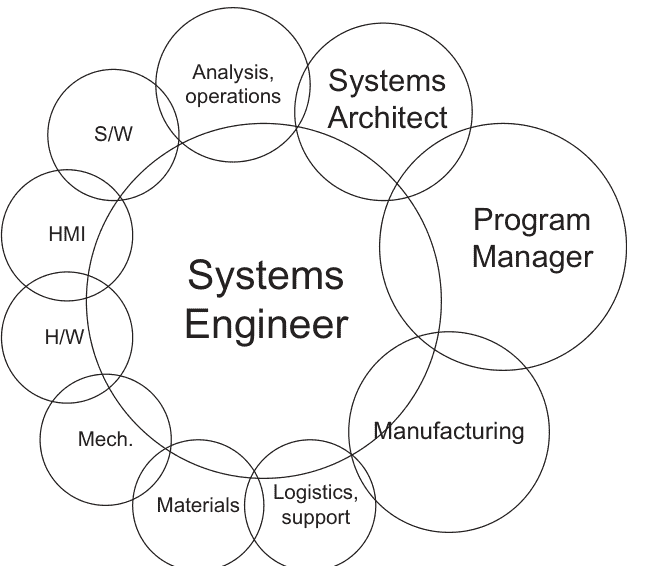 Analysis,
operations
Systems
Architect
S/W
Program
Manager
HMI
Systems
Engineer
H/W
Manufacturing
Mech.
Materials
Logistics,
support